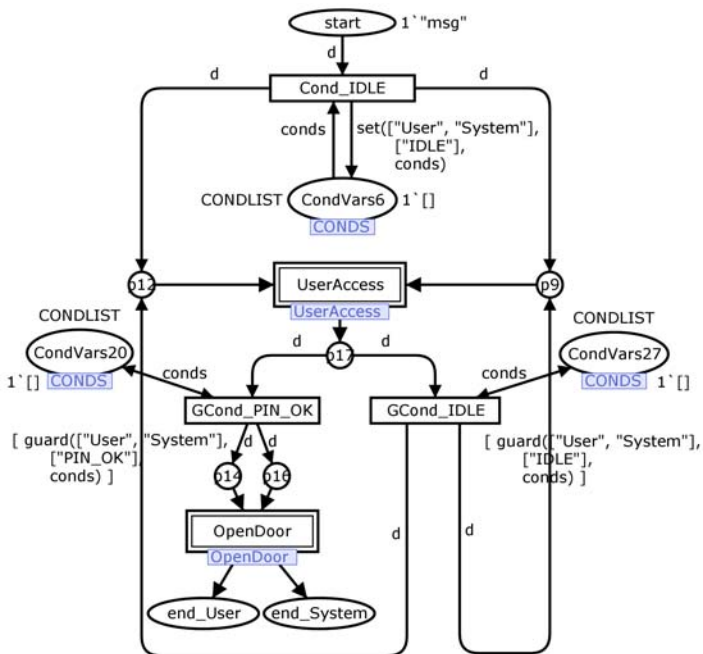 start
1`"msg"
d
Cond_IDLE
d
d
conds
set(["User", "System"],
["IDLE"],
conds)
CONDLIST
CondVars6
1`[]
CONDS
p12
UserAccess
p9
UserAccess
CONDLIST
CONDLIST
CondVars20
p17
CondVars27
d
d
conds
conds
1`[]
CONDS
CONDS
1`[]
GCond_PIN_OK
GCond_IDLE
[ guard(["User", "System"],
["PIN_OK"],
conds) ]
[ guard(["User", "System"],
["IDLE"],
conds) ]
d
d
p14
p16
OpenDoor
d
d
OpenDoor
end_User
end_System